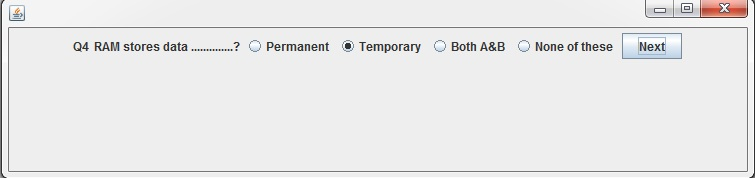 Q4 RAM stores data ..............? Permanent Temporary Both A&B None of these Next